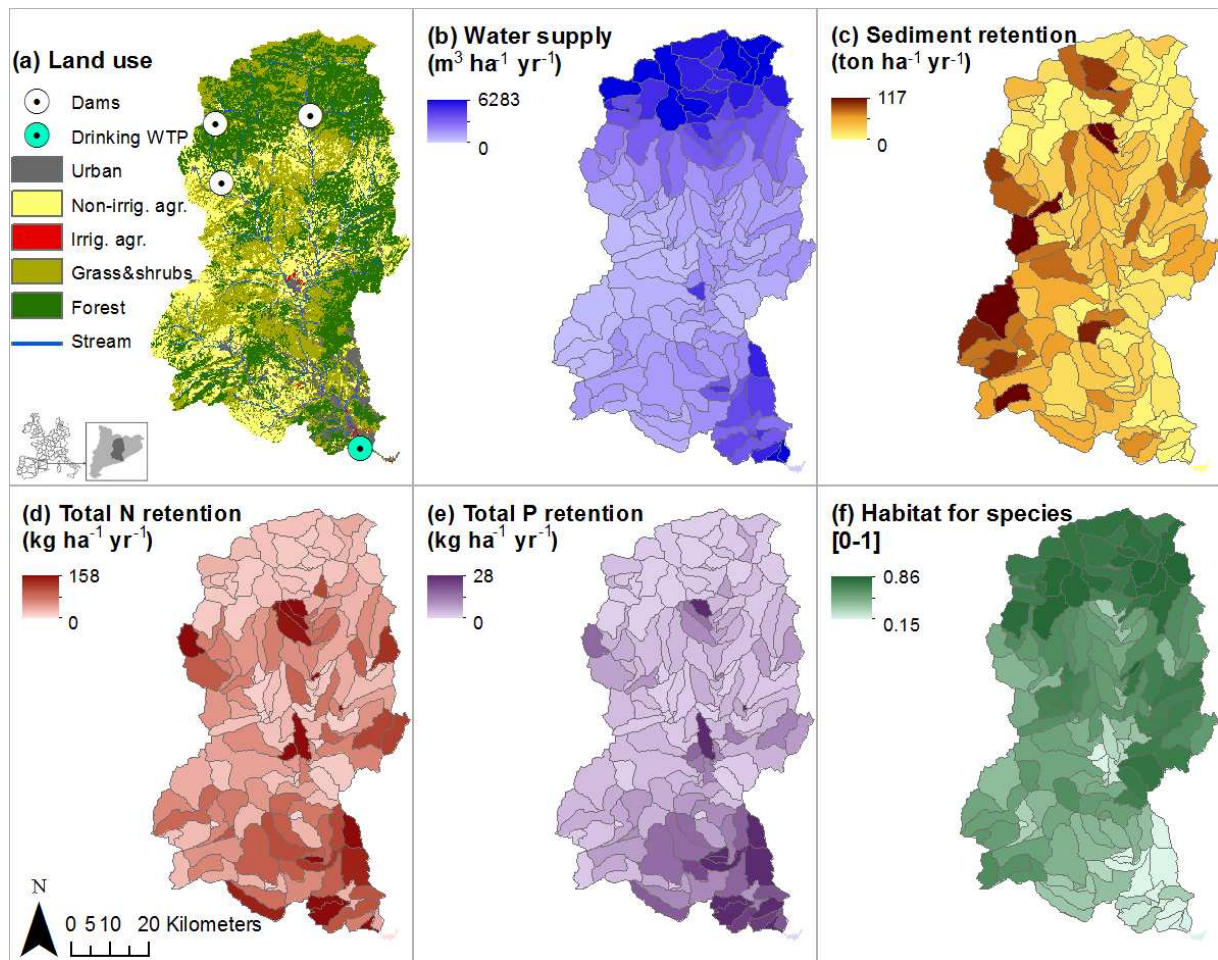 (a) Land use
Dams
Drinking WTP
Urban
Non-irrig. agr.
Irrig. agr.
Grass&shrubs
Forest
Stream
(b) Water supply
(m³ ha⁻¹ yr⁻¹)
6283
0
(c) Sediment retention
(ton ha⁻¹ yr⁻¹)
117
0
(d) Total N retention
(kg ha⁻¹ yr⁻¹)
158
0
N
0 5 10 20 Kilometers
(e) Total P retention
(kg ha⁻¹ yr⁻¹)
28
0
(f) Habitat for species
[0-1]
0.86
0.15